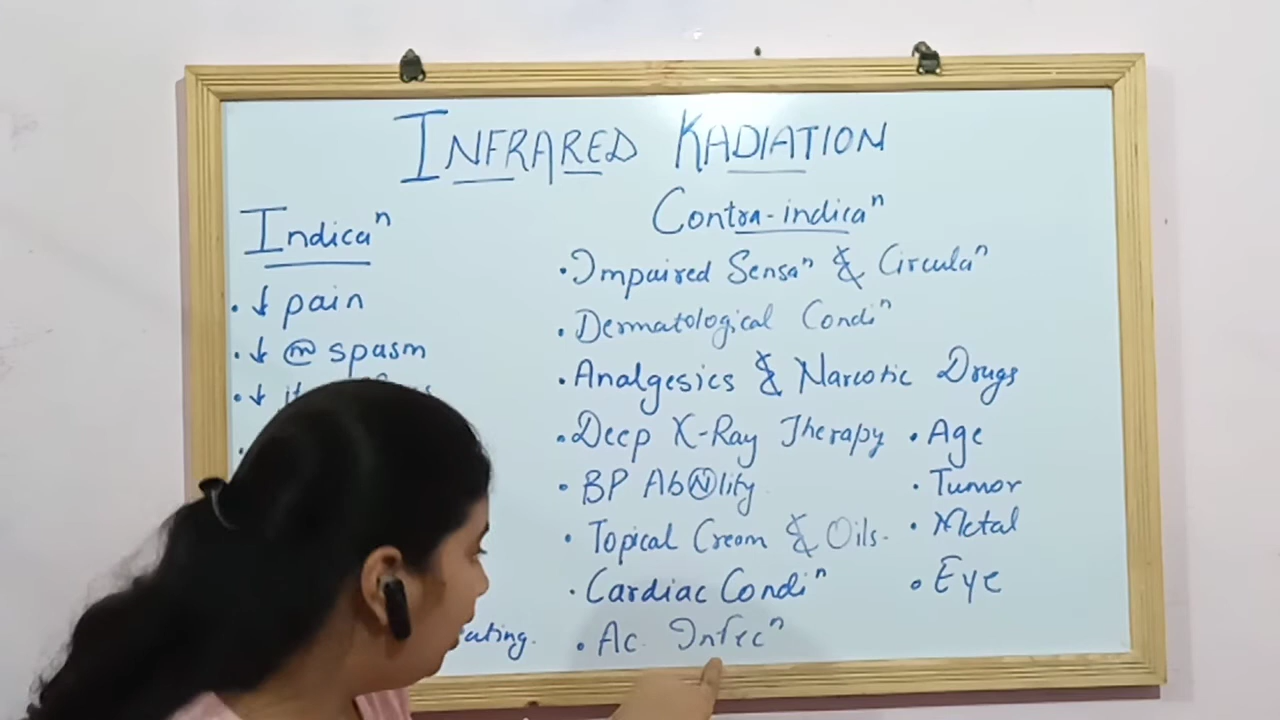 INFRARED RADIATION
Indicaⁿ
• ↓ pain
• ↓ ⓜ spasm
• ↓
Contra-indicaⁿ
• Impaired Sensaⁿ & Circulaⁿ
• Dermatological Condiⁿ
• Analgesics & Narcotic Drugs
• Deep X-Ray Therapy
• BP AbⓃlity
• Topical Cream & Oils.
• Cardiac Condiⁿ
• Ac. Infecⁿ
• Age
• Tumor
• Metal
• Eye